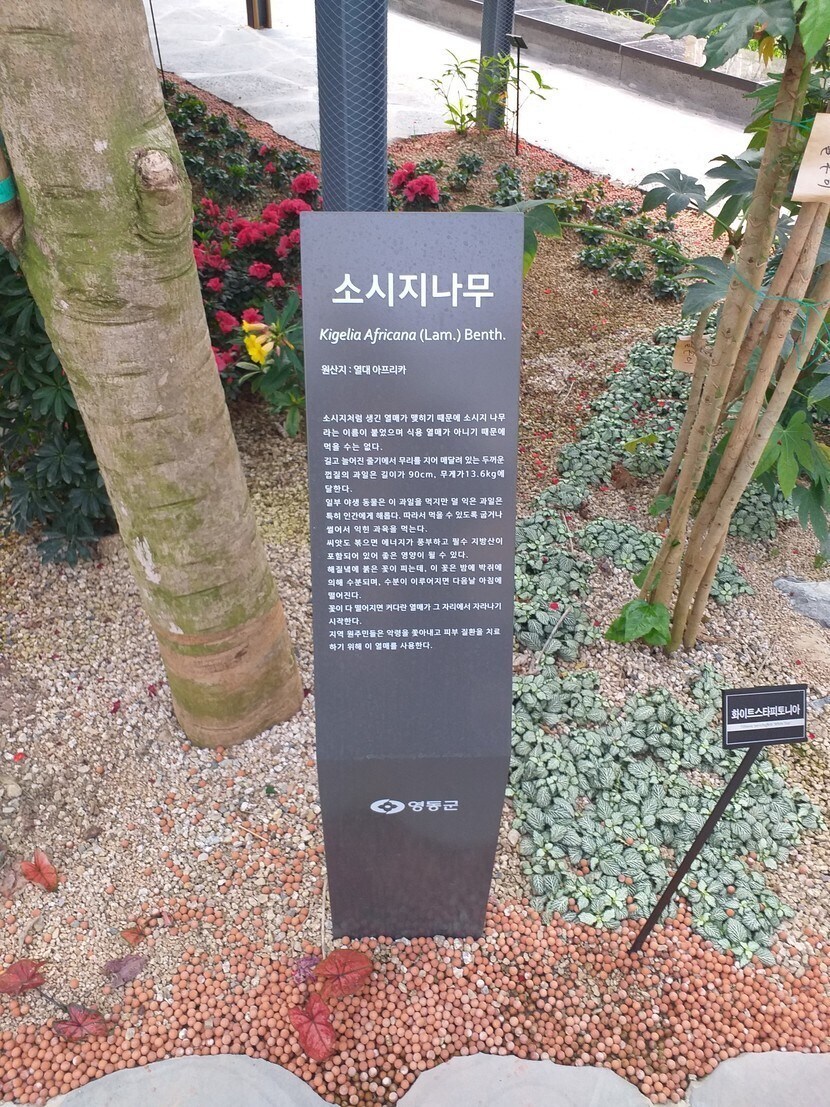 소시지나무
Kigelia Africana (Lam.) Benth.
원산지 : 열대 아프리카
소시지처럼 생긴 열매가 맺히기 때문에 소시지 나무
라는 이름이 붙었으며 식용 열매가 아니기 때문에
먹을 수는 없다.
길고 늘어진 줄기에서 무리를 지어 매달려 있는 두꺼운
껍질의 과일은 길이가 90cm, 무게가13.6kg에
달한다.
일부 야생 동물은 이 과일을 먹지만 덜 익은 과일은
특히 인간에게 해롭다. 따라서 먹을 수 있도록 굽거나
썰어서 익힌 과육을 먹는다.
씨앗도 볶으면 에너지가 풍부하고 필수 지방산이
포함되어 있어 좋은 영양이 될 수 있다.
해질녘에 붉은 꽃이 피는데, 이 꽃은 밤에 박쥐에
의해 수분되며, 수분이 이루어지면 다음날 아침에
떨어진다.
꽃이 다 떨어지면 커다란 열매가 그 자리에서 자라나기
시작한다.
지역 원주민들은 악령을 쫓아내고 피부 질환을 치료
하기 위해 이 열매를 사용한다.
영동군
화이트스타피토니아